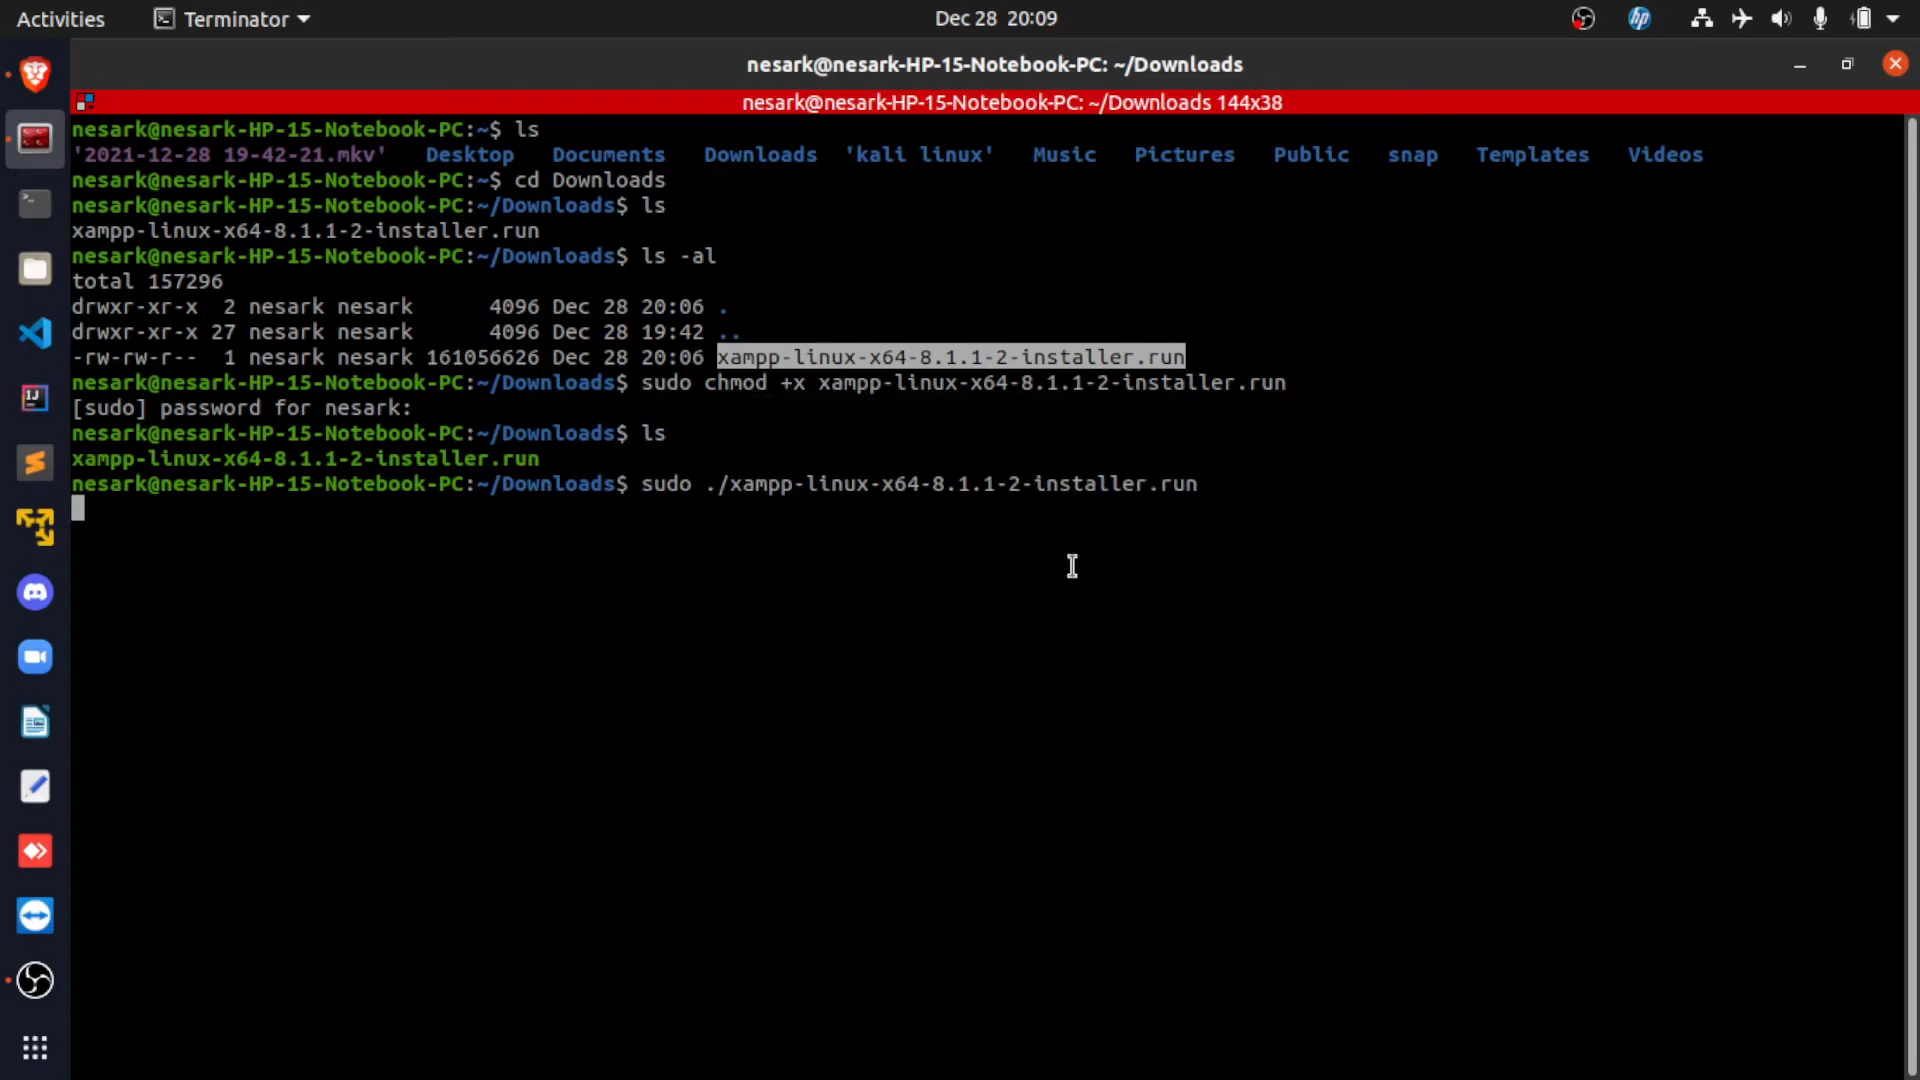 Activities Terminator Dec 28 20:09
nesark@nesark-HP-15-Notebook-PC: ~/Downloads
nesark@nesark-HP-15-Notebook-PC: ~/Downloads 144x38
nesark@nesark-HP-15-Notebook-PC:~$ ls
'2021-12-28 19-42-21.mkv' Desktop Documents Downloads 'kali linux' Music Pictures Public snap Templates Videos
nesark@nesark-HP-15-Notebook-PC:~$ cd Downloads
nesark@nesark-HP-15-Notebook-PC:~/Downloads$ ls
xampp-linux-x64-8.1.1-2-installer.run
nesark@nesark-HP-15-Notebook-PC:~/Downloads$ ls -al
total 157296
drwxr-xr-x 2 nesark nesark 4096 Dec 28 20:06 .
drwxr-xr-x 27 nesark nesark 4096 Dec 28 19:42 ..
-rw-rw-r-- 1 nesark nesark 161056626 Dec 28 20:06 xampp-linux-x64-8.1.1-2-installer.run
nesark@nesark-HP-15-Notebook-PC:~/Downloads$ sudo chmod +x xampp-linux-x64-8.1.1-2-installer.run
[sudo] password for nesark:
nesark@nesark-HP-15-Notebook-PC:~/Downloads$ ls
xampp-linux-x64-8.1.1-2-installer.run
nesark@nesark-HP-15-Notebook-PC:~/Downloads$ sudo ./xampp-linux-x64-8.1.1-2-installer.run